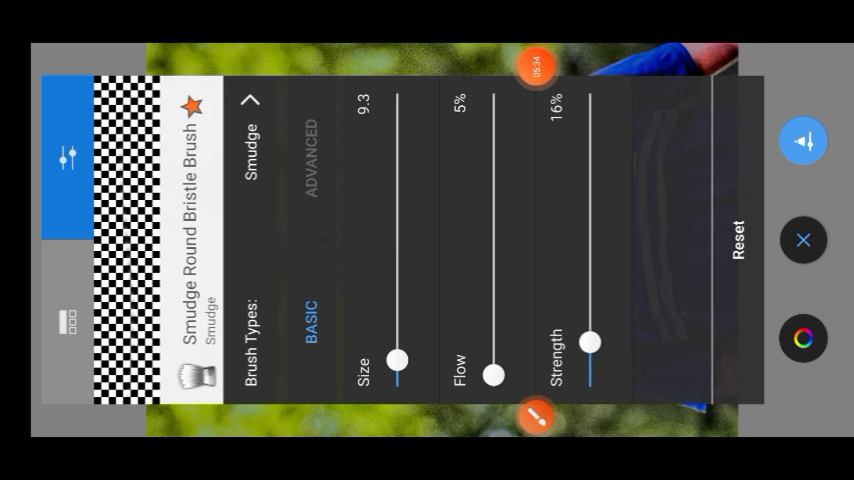 Smudge Round Bristle Brush
Smudge
Brush Types:
Smudge
BASIC
ADVANCED
Size
9.3
Flow
5%
Strength
16%
Reset
05:34